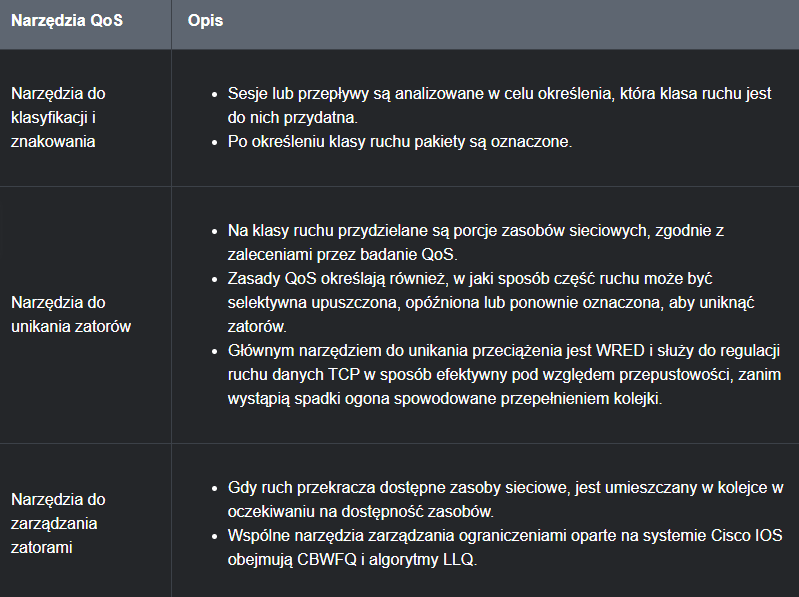 Narzędzia QoS
Opis
Narzędzia do
klasyfikacji i
znakowania
• Sesje lub przepływy są analizowane w celu określenia, która klasa ruchu jest
do nich przydatna.
• Po określeniu klasy ruchu pakiety są oznaczone.
Narzędzia do
unikania zatorów
• Na klasy ruchu przydzielane są porcje zasobów sieciowych, zgodnie z
zaleceniami przez badanie QoS.
• Zasady QoS określają również, w jaki sposób część ruchu może być
selektywna upuszczona, opóźniona lub ponownie oznaczona, aby uniknąć
zatorów.
• Głównym narzędziem do unikania przeciążenia jest WRED i służy do regulacji
ruchu danych TCP w sposób efektywny pod względem przepustowości, zanim
wystąpią spadki ogona spowodowane przepełnieniem kolejki.
Narzędzia do
zarządzania
zatorami
• Gdy ruch przekracza dostępne zasoby sieciowe, jest umieszczany w kolejce w
oczekiwaniu na dostępność zasobów.
• Wspólne narzędzia zarządzania ograniczeniami oparte na systemie Cisco IOS
obejmują CBWFQ i algorytmy LLQ.